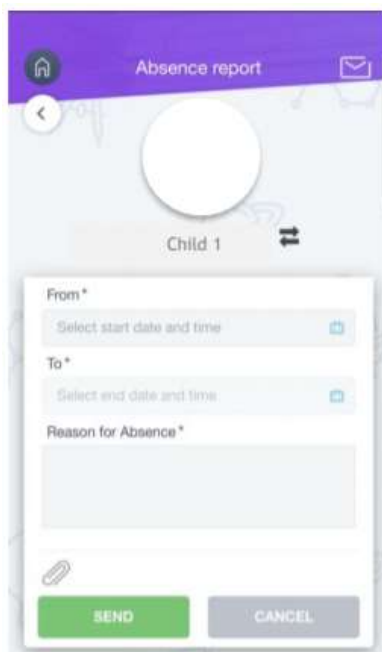 Absence report
Child 1
From*
Select start date and time
To*
Select end date and time
Reason for Absence*
SEND CANCEL